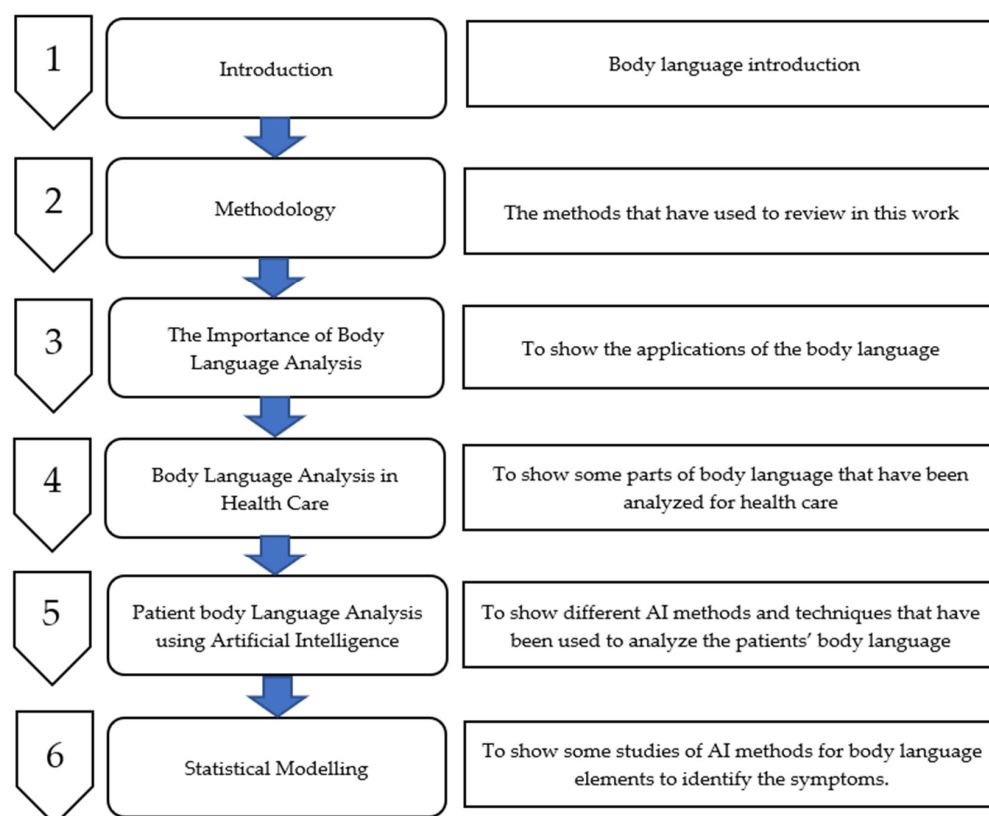 1
Introduction
Body language introduction
2
Methodology
The methods that have used to review in this work
3
The Importance of Body
Language Analysis
To show the applications of the body language
4
Body Language Analysis in
Health Care
To show some parts of body language that have been
analyzed for health care
5
Patient body Language Analysis
using Artificial Intelligence
To show different AI methods and techniques that have
been used to analyze the patients’ body language
6
Statistical Modelling
To show some studies of AI methods for body language
elements to identify the symptoms.